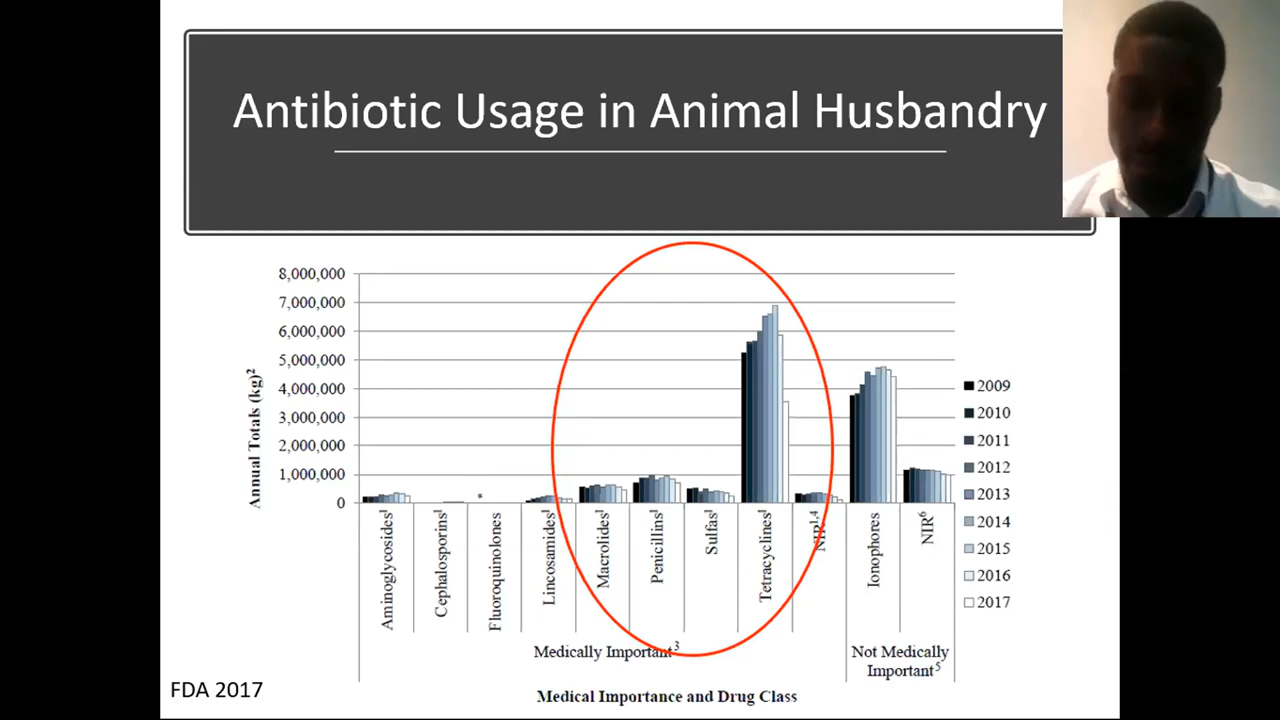 Antibiotic Usage in Animal Husbandry
8,000,000
7,000,000
6,000,000
5,000,000
4,000,000
3,000,000
2,000,000
1,000,000
0
Annual Totals (kg)²
*
2009
2010
2011
2012
2013
2014
2015
2016
2017
Aminoglycosides¹
Cephalosporins¹
Fluoroquinolones
Lincosamides¹
Macrolides¹
Penicillins¹
Sulfas¹
Tetracyclines¹
NIR¹,⁴
Ionophores
NIR⁶
Medically Important³
Not Medically
Important⁵
Medical Importance and Drug Class
FDA 2017